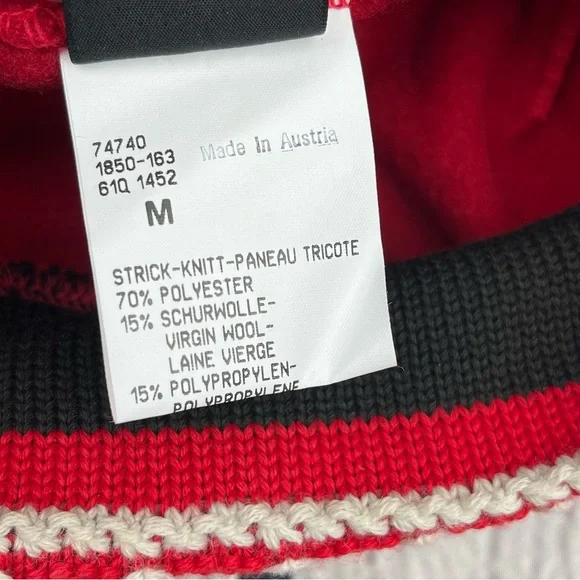 74740
1850-163
61Q 1452
M
Made In Austria
STRICK-KNITT-PANEAU TRICOTE
70% POLYESTER
15% SCHURWOLLE-
VIRGIN WOOL-
LAINE VIERGE
15% POLYPROPYLEN-
POLYPROPYLENE